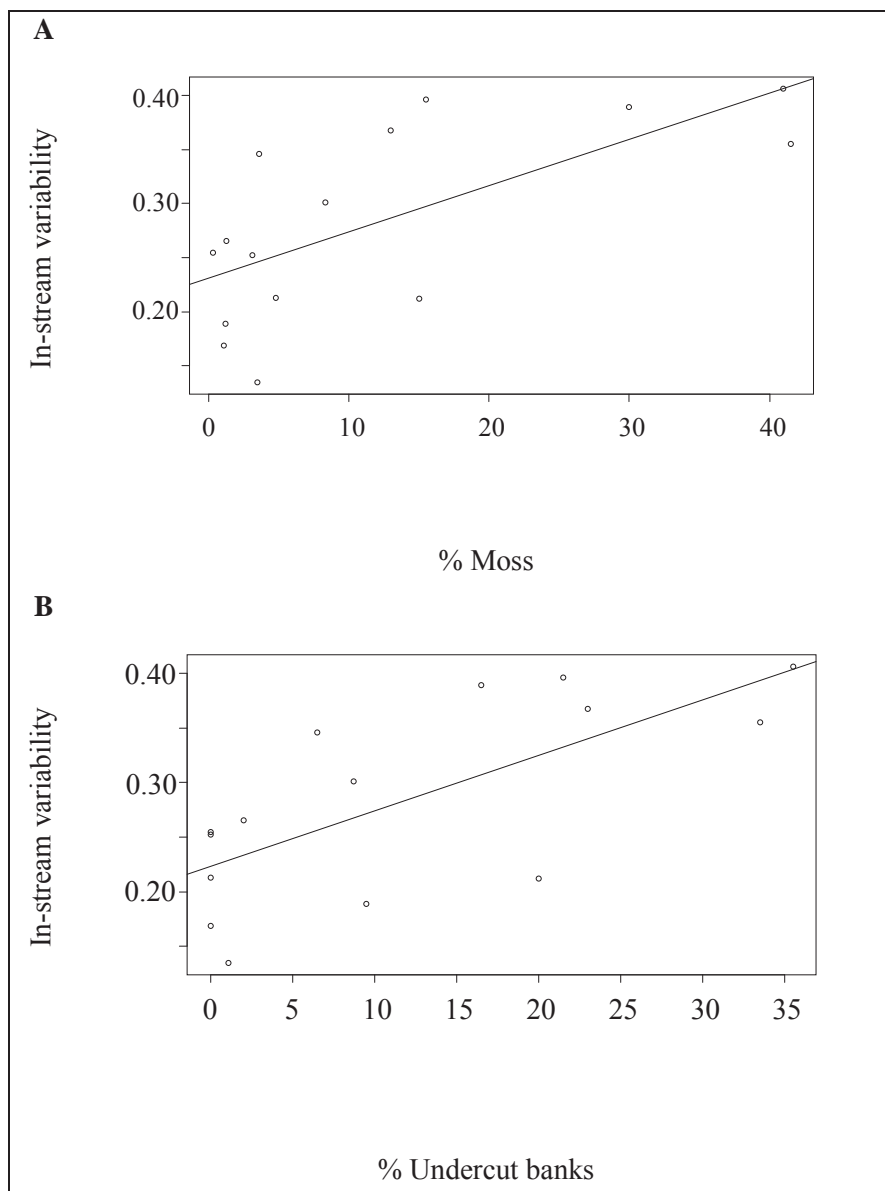 A
In-stream variability
0.40
0.30
0.20
0 10 20 30 40
% Moss
B
In-stream variability
0.40
0.30
0.20
0 5 10 15 20 25 30 35
% Undercut banks